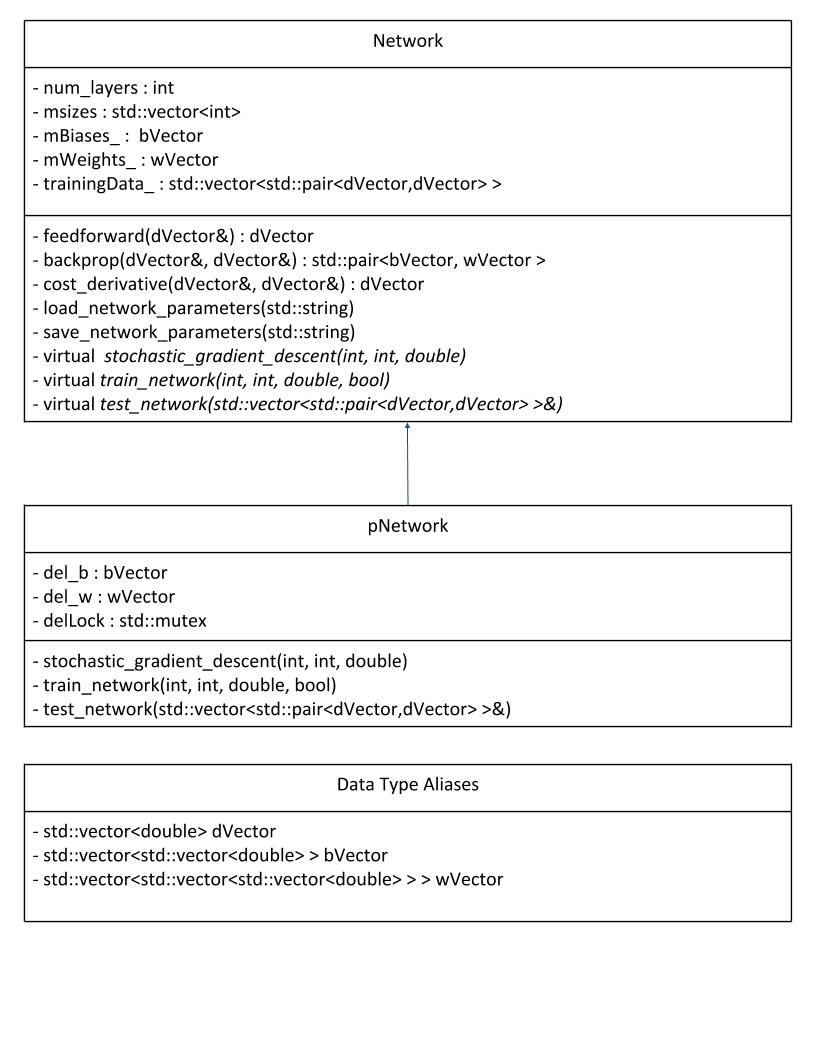 Network
- num_layers : int
- msizes : std::vector<int>
- mBiases_ :  bVector
- mWeights_ : wVector
- trainingData_ : std::vector<std::pair<dVector,dVector> >
- feedforward(dVector&) : dVector
- backprop(dVector&, dVector&) : std::pair<bVector, wVector >
- cost_derivative(dVector&, dVector&) : dVector
- load_network_parameters(std::string)
- save_network_parameters(std::string)
- virtual  stochastic_gradient_descent(int, int, double)
- virtual train_network(int, int, double, bool)
- virtual test_network(std::vector<std::pair<dVector,dVector> >&)
pNetwork
- del_b : bVector
- del_w : wVector
- delLock : std::mutex
- stochastic_gradient_descent(int, int, double)
- train_network(int, int, double, bool)
- test_network(std::vector<std::pair<dVector,dVector> >&)
Data Type Aliases
- std::vector<double> dVector
- std::vector<std::vector<double> > bVector
- std::vector<std::vector<std::vector<double> > > wVector